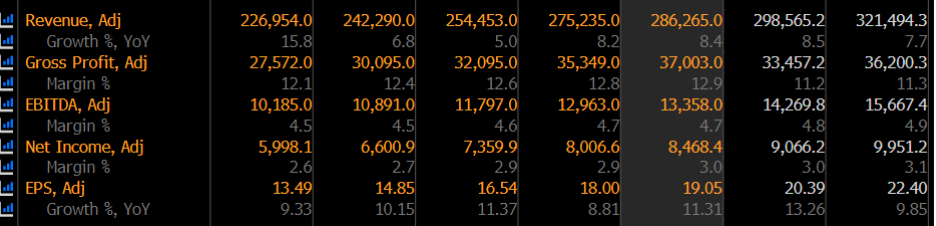 Revenue, Adj 226,954.0 242,290.0 254,453.0 275,235.0 286,265.0 298,565.2 321,494.3
Growth %, YoY 15.8 6.8 5.0 8.2 8.4 8.5 7.7
Gross Profit, Adj 27,572.0 30,095.0 32,095.0 35,349.0 37,003.0 33,457.2 36,200.3
Margin % 12.1 12.4 12.6 12.8 12.9 11.2 11.3
EBITDA, Adj 10,185.0 10,891.0 11,797.0 12,963.0 13,358.0 14,269.8 15,667.4
Margin % 4.5 4.5 4.6 4.7 4.7 4.8 4.9
Net Income, Adj 5,998.1 6,600.9 7,359.9 8,006.6 8,468.4 9,066.2 9,951.2
Margin % 2.6 2.7 2.9 2.9 3.0 3.0 3.1
EPS, Adj 13.49 14.85 16.54 18.00 19.05 20.39 22.40
Growth %, YoY 9.33 10.15 11.37 8.81 11.31 13.26 9.85